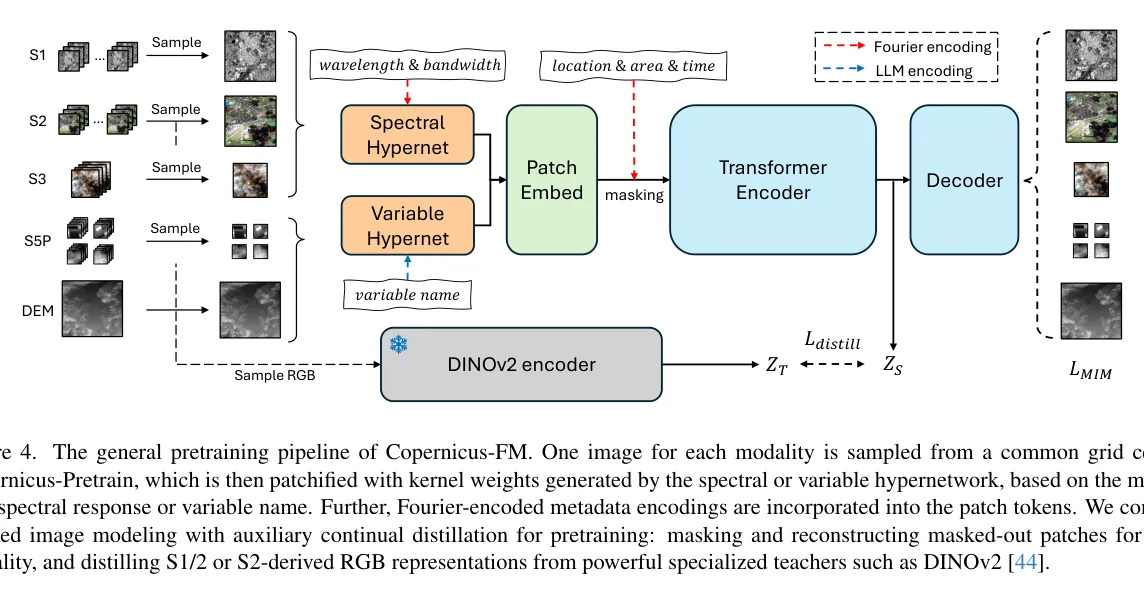 S1
Sample
S2
Sample
S3
Sample
S5P
Sample
DEM
wavelength & bandwidth
location & area & time
Fourier encoding
LLM encoding
Spectral
Hypernet
Variable
Hypernet
variable name
Patch
Embed
masking
Transformer
Encoder
Decoder
Sample RGB
DINOv2 encoder
Z_T
L_distill
Z_S
L_MIM
re 4. The general pretraining pipeline of Copernicus-FM. One image for each modality is sampled from a common grid ce
rnicus-Pretrain, which is then patchified with kernel weights generated by the spectral or variable hypernetwork, based on the m
spectral response or variable name. Further, Fourier-encoded metadata encodings are incorporated into the patch tokens. We con
ed image modeling with auxiliary continual distillation for pretraining: masking and reconstructing masked-out patches for
ality, and distilling S1/2 or S2-derived RGB representations from powerful specialized teachers such as DINOv2 [44].